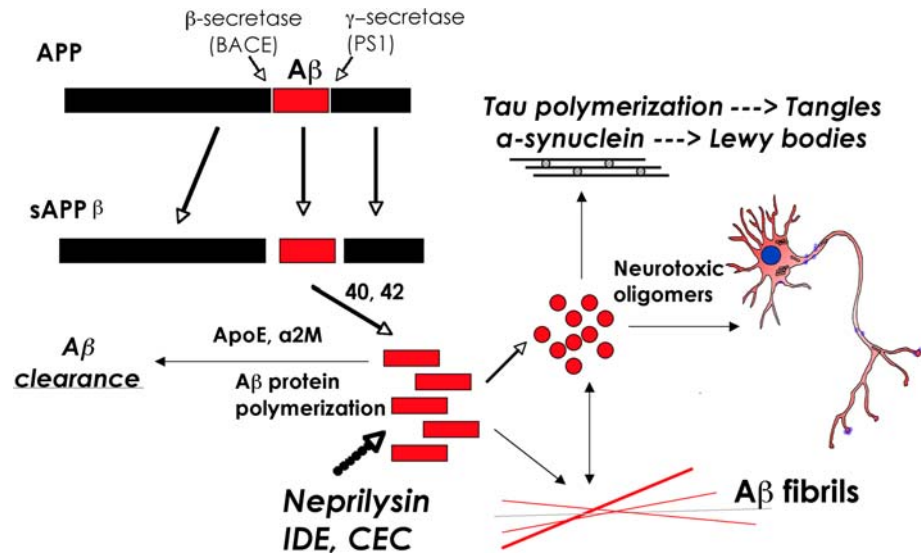 β-secretase
(BACE)
γ-secretase
(PS1)
APP
Aβ
Tau polymerization ---> Tangles
α-synuclein ---> Lewy bodies
sAPP β
40, 42
Neurotoxic
oligomers
ApoE, α2M
Aβ
clearance
Aβ protein
polymerization
Neprilysin
IDE, CEC
Aβ fibrils